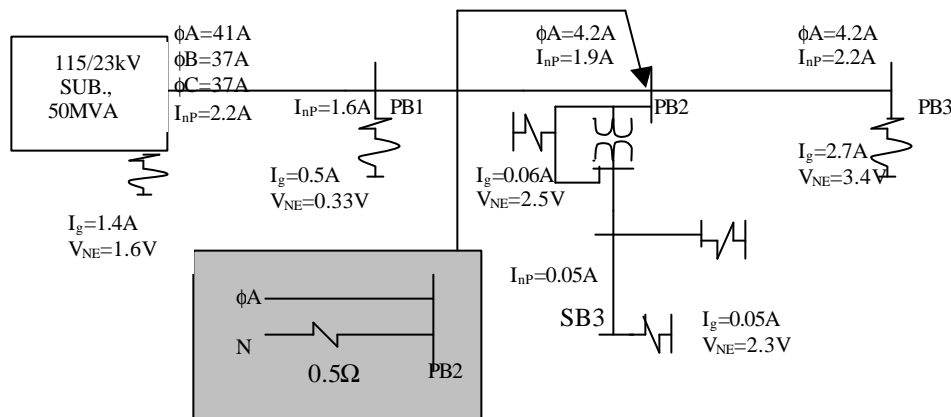 115/23kV
SUB.,
50MVA
ϕA=41A
ϕB=37A
ϕC=37A
InP=2.2A
Ig=1.4A
VNE=1.6V
InP=1.6A
PB1
Ig=0.5A
VNE=0.33V
ϕA=4.2A
InP=1.9A
PB2
Ig=0.06A
VNE=2.5V
ϕA=4.2A
InP=2.2A
PB3
Ig=2.7A
VNE=3.4V
InP=0.05A
SB3
Ig=0.05A
VNE=2.3V
ϕA
N
0.5Ω
PB2